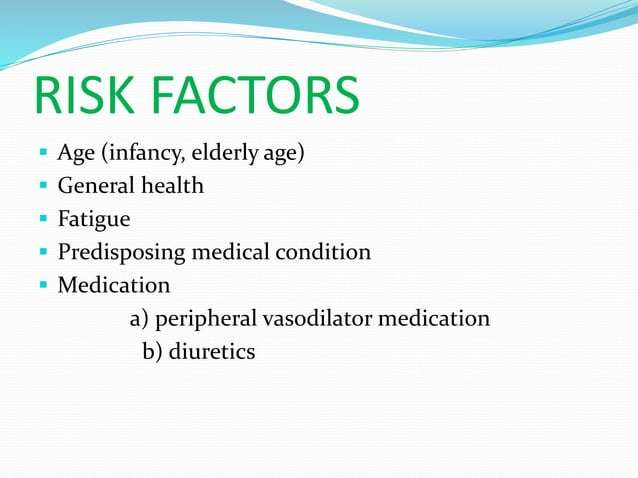 RISK FACTORS
Age (infancy, elderly age)
General health
Fatigue
Predisposing medical condition
Medication
a) peripheral vasodilator medication
b) diuretics